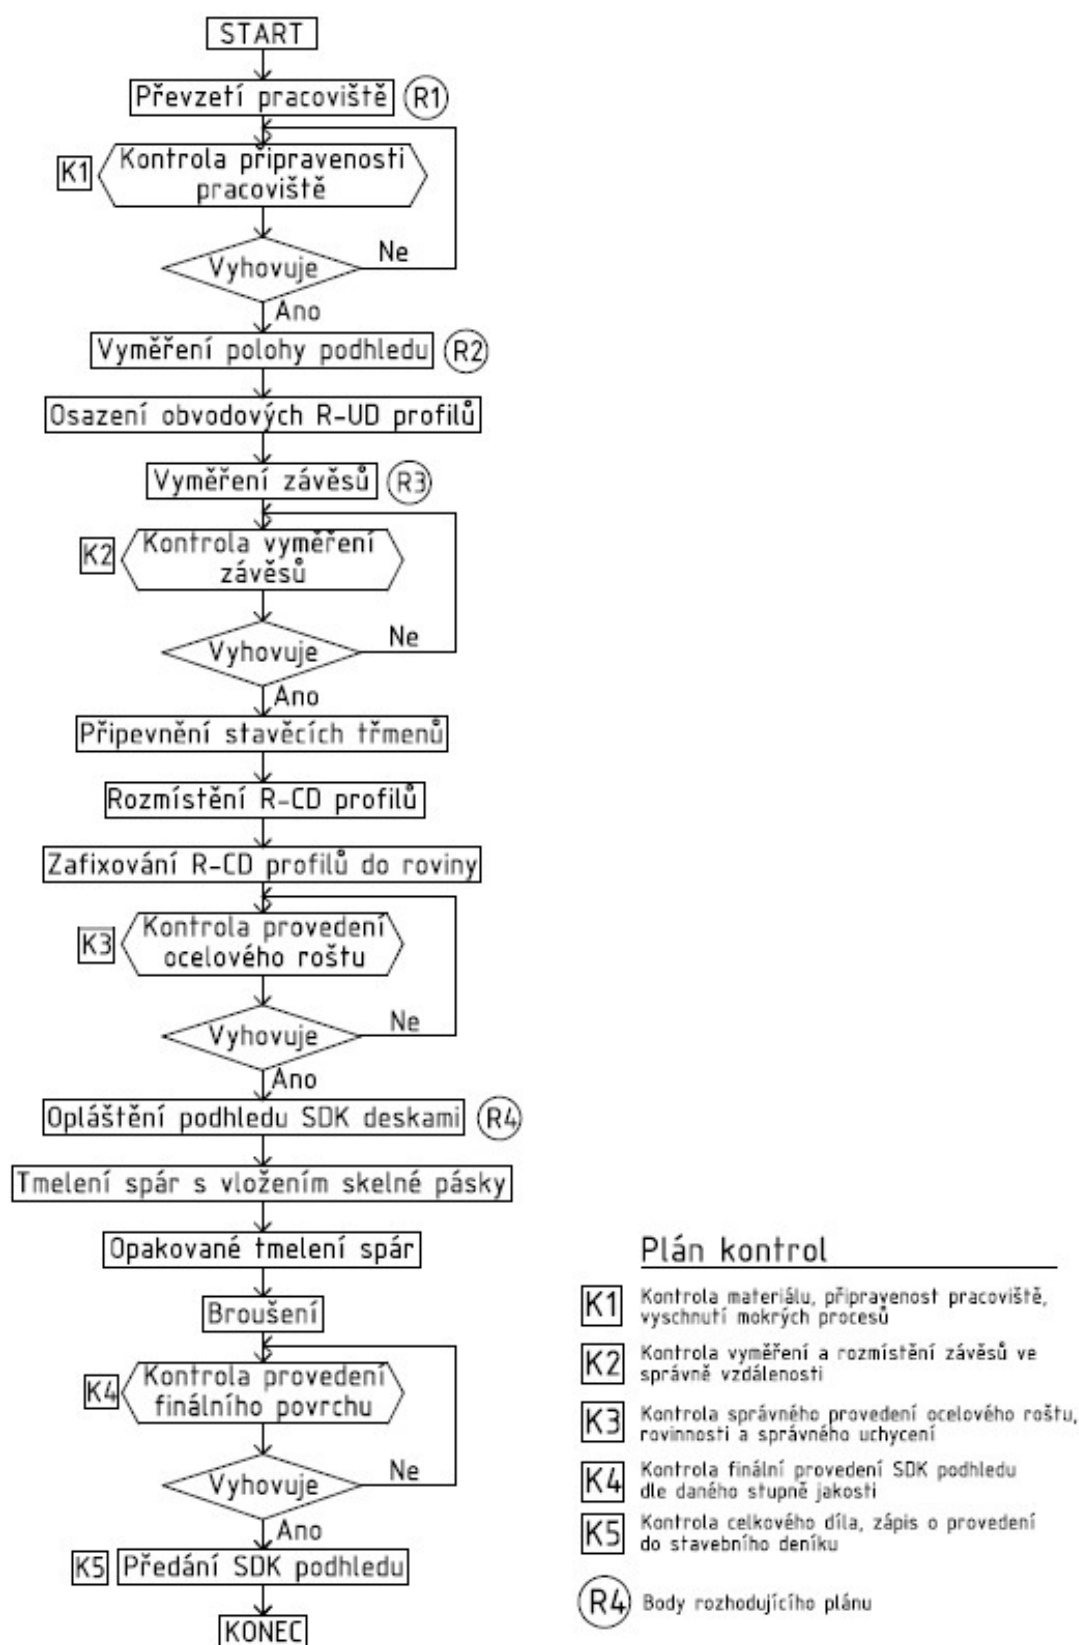 START
Převzetí pracoviště R1
K1 Kontrola připravenosti
pracoviště
Vyhovuje Ne
Ano
Vyměření polohy podhledu R2
Osazení obvodových R-UD profilů
Vyměření závěsů R3
K2 Kontrola vyměření
závěsů
Vyhovuje Ne
Ano
Připevnění stavěcích třmenů
Rozmístění R-CD profilů
Zafixování R-CD profilů do roviny
K3 Kontrola provedení
ocelového roštu
Vyhovuje Ne
Ano
Opláštění podhledu SDK deskami R4
Tmelení spár s vložením skelné pásky
Opakované tmelení spár
Broušení
K4 Kontrola provedení
finálního povrchu
Vyhovuje Ne
Ano
K5 Předání SDK podhledu
KONEC
Plán kontrol
K1 Kontrola materiálu, připravenost pracoviště,
vyschnutí mokrých procesů
K2 Kontrola vyměření a rozmístění závěsů ve
správně vzdálenosti
K3 Kontrola správného provedení ocelového roštu,
rovinnosti a správného uchycení
K4 Kontrola finální provedení SDK podhledu
dle daného stupně jakosti
K5 Kontrola celkového díla, zápis o provedení
do stavebního deníku
R4 Body rozhodujícího plánu